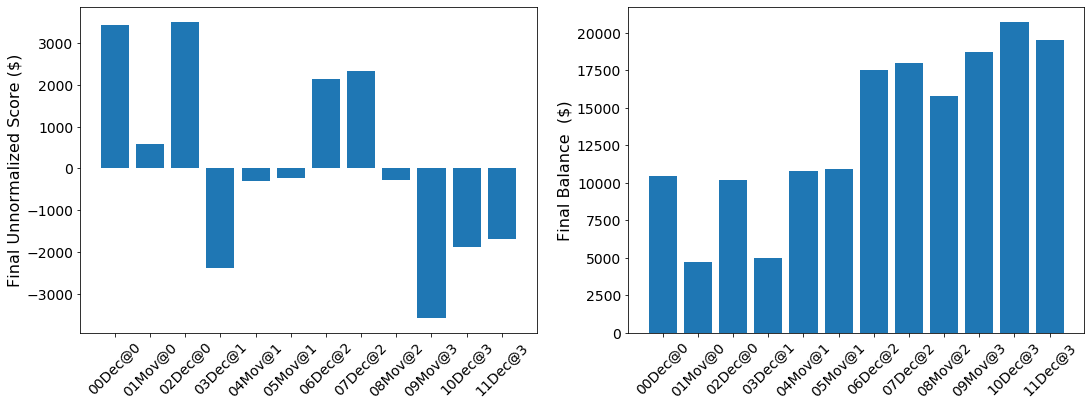 Final Unnormalized Score ($)
3000
2000
1000
0
−1000
−2000
−3000
00Dec@0
01Mov@0
02Dec@0
03Dec@1
04Mov@1
05Mov@1
06Dec@2
07Dec@2
08Mov@2
09Mov@3
10Dec@3
11Dec@3
Final Balance  ($)
20000
17500
15000
12500
10000
7500
5000
2500
0
00Dec@0
01Mov@0
02Dec@0
03Dec@1
04Mov@1
05Mov@1
06Dec@2
07Dec@2
08Mov@2
09Mov@3
10Dec@3
11Dec@3